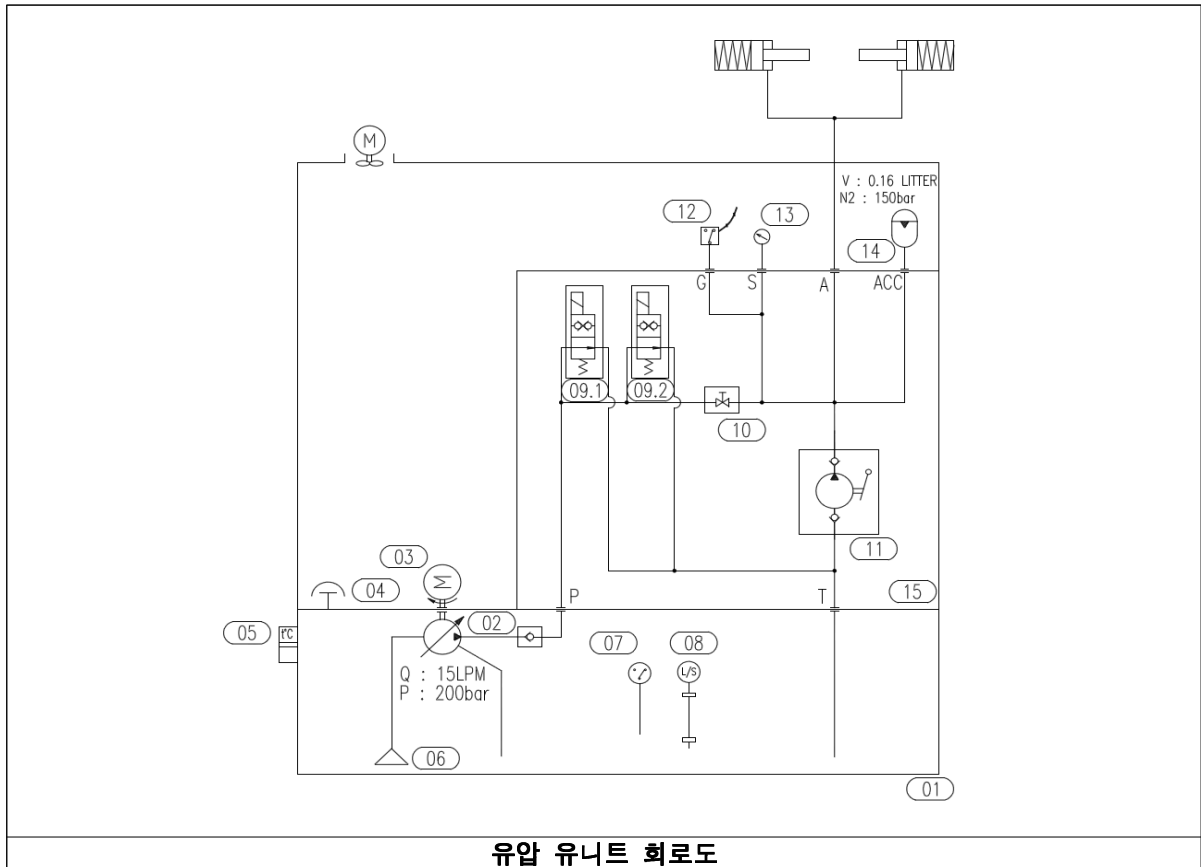 M
V : 0.16 LITTER
N2 : 150bar
12
13
14
G
S
A
ACC
09.1
09.2
10
11
03
M
04
P
T
15
05
t°C
02
07
08
L/S
Q : 15LPM
P : 200bar
06
01
유압 유니트 회로도